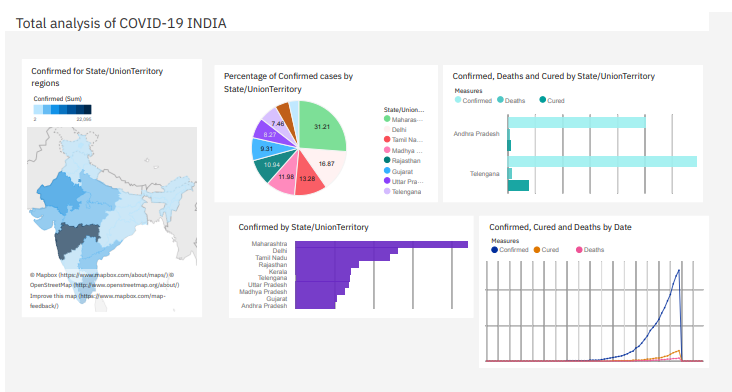 Total analysis of COVID-19 INDIA
Confirmed for State/UnionTerritory
regions
Confirmed (Sum)
2
© Mapbox (https://www.mapbox.com/about/maps/) ©
OpenStreetMap (http://www.openstreetmap.org/about/)
Improve this map (https://www.mapbox.com/map-
feedback/)
Percentage of Confirmed cases by
State/UnionTerritory
31.21
16.87
13.28
11.98
10.94
9.31
8.27
7.46
State/Union...
Maharas...
Delhi
Tamil Na...
Madhya ...
Rajasthan
Gujarat
Uttar Pra...
Telengana
Confirmed, Deaths and Cured by State/UnionTerritory
Measures
Confirmed Deaths Cured
Andhra Pradesh
Telengana
Confirmed by State/UnionTerritory
Maharashtra
Delhi
Tamil Nadu
Rajasthan
Kerala
Telengana
Uttar Pradesh
Madhya Pradesh
Gujarat
Andhra Pradesh
Confirmed, Cured and Deaths by Date
Measures
Confirmed Cured Deaths